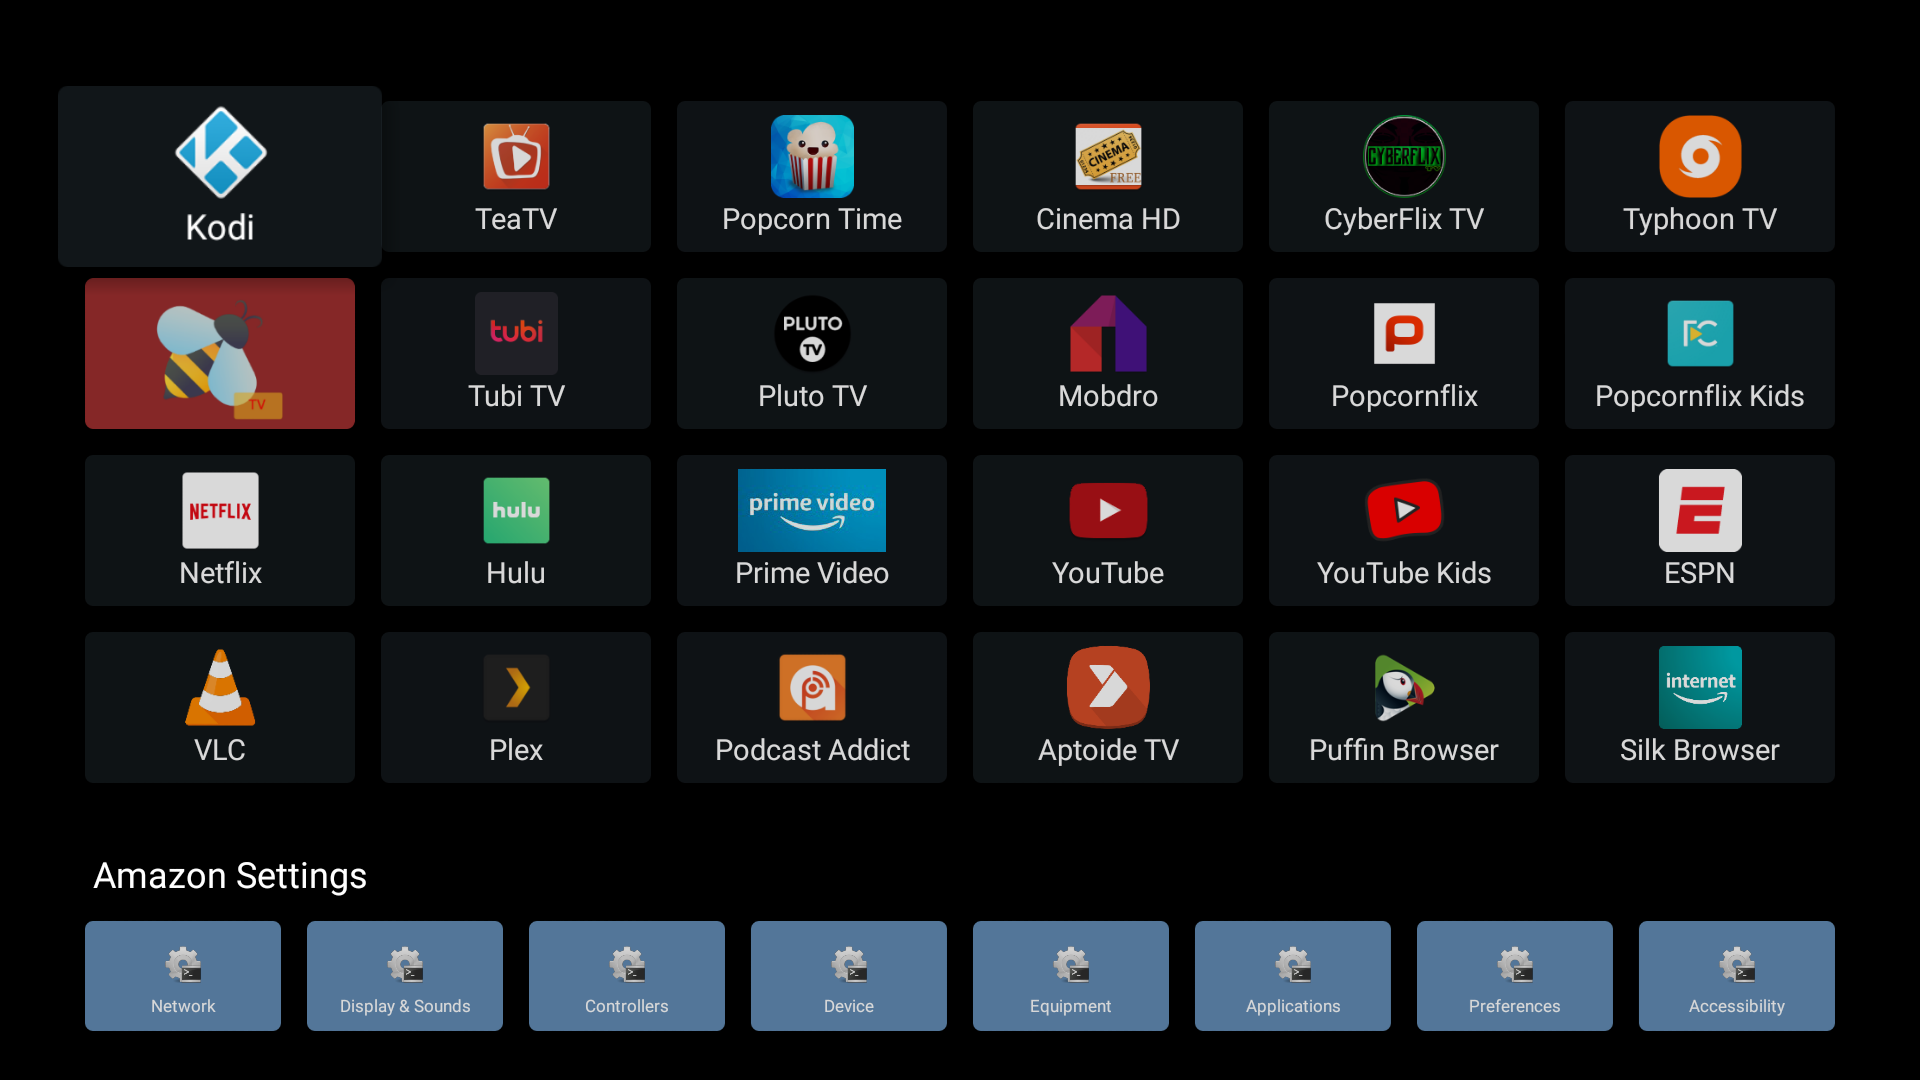 CINEMA
FREE
CYBERFLIX
Kodi
TeaTV
Popcorn Time
Cinema HD
CyberFlix TV
Typhoon TV
TV
tubi
PLUTO
TV
Tubi TV
Pluto TV
Mobdro
Popcornflix
Popcornflix Kids
NETFLIX
hulu
prime video
Netflix
Hulu
Prime Video
YouTube
YouTube Kids
ESPN
internet
VLC
Plex
Podcast Addict
Aptoide TV
Puffin Browser
Silk Browser
Amazon Settings
Network
Display & Sounds
Controllers
Device
Equipment
Applications
Preferences
Accessibility